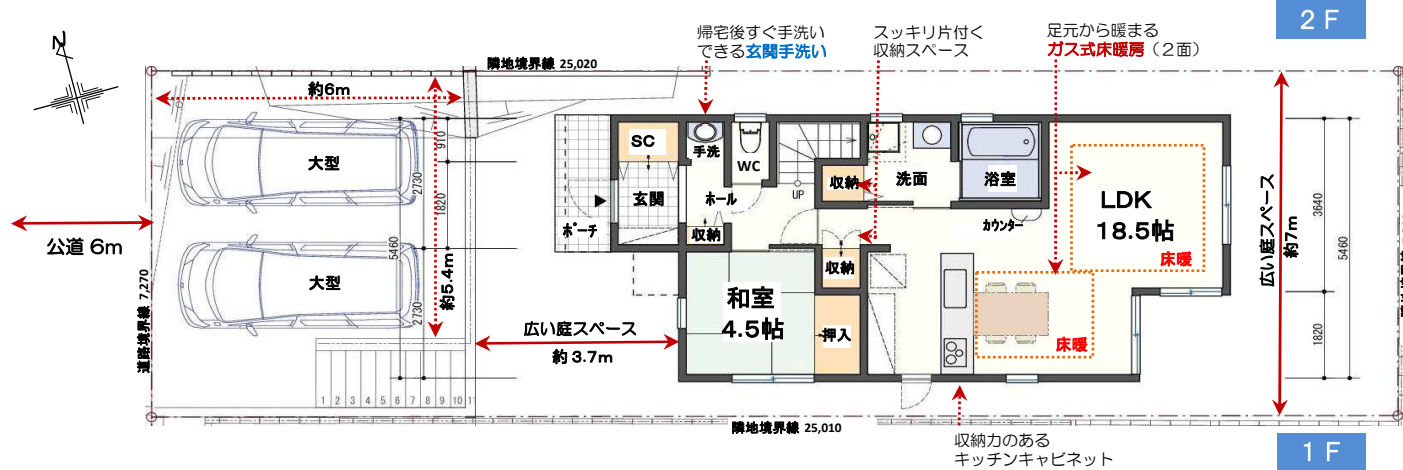 2F
N
帰宅後すぐ手洗い
できる玄関手洗い
スッキリ片付く
収納スペース
足元から暖まる
ガス式床暖房（２面）
隣地境界線 25,020
約6m
大型
大型
公道 6m
道路境界線 7,270
910
2730
1820
5460
2730
約5.4m
1 2 3 4 5 6 7 8 9 10 11
広い庭スペース
約 3.7m
SC
玄関
ポーチ
手洗
WC
ホール
収納
UP
収納
収納
洗面
浴室
カウンター
LDK
18.5帖
床暖
床暖
和室
4.5帖
押入
広い庭スペース
約7m
3640
5460
1820
隣地境界線 25,010
収納力のある
キッチンキャビネット
1F